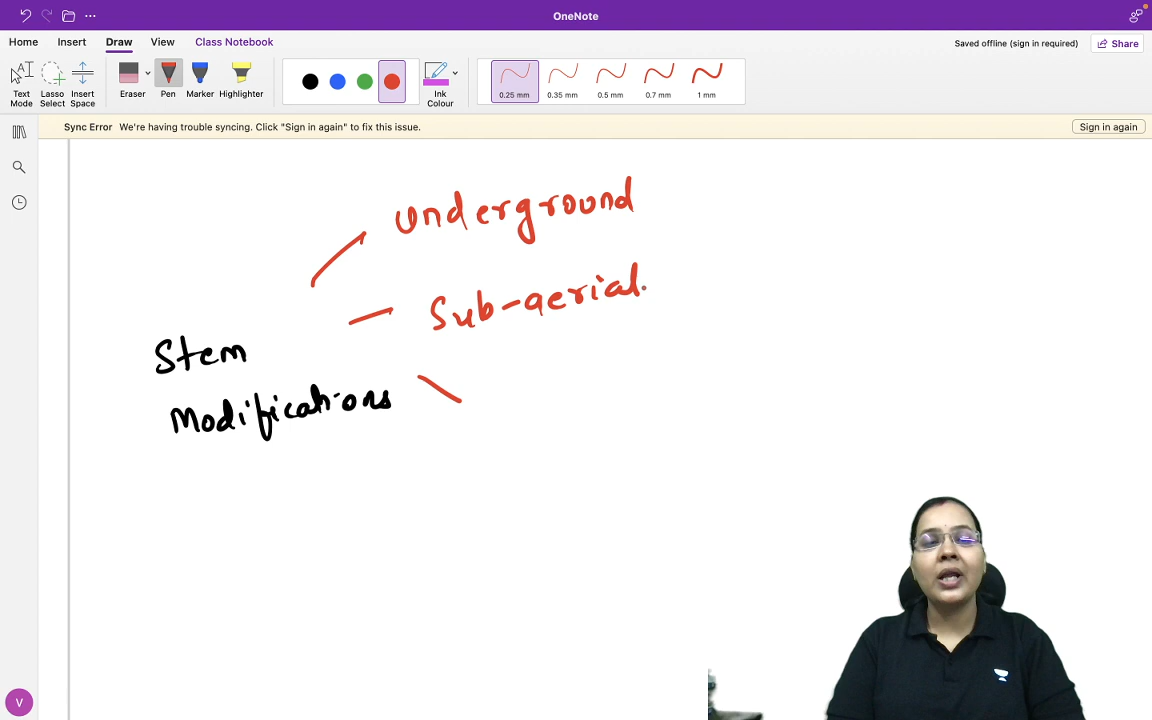 OneNote
Home Insert Draw View Class Notebook
Saved offline (sign in required)
Share
Text Mode
Lasso Select
Insert Space
Eraser
Pen
Marker
Highlighter
Ink Colour
0.25 mm
0.35 mm
0.5 mm
0.7 mm
1 mm
Sync Error We're having trouble syncing. Click "Sign in again" to fix this issue.
Sign in again
underground
Sub-aerial.
Stem
Modifications
V